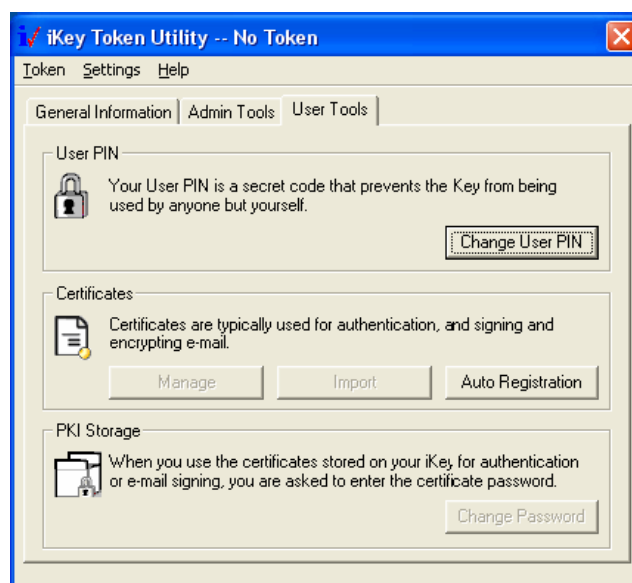 iKey Token Utility -- No Token
Token Settings Help
General Information Admin Tools User Tools
User PIN
Your User PIN is a secret code that prevents the Key from being
used by anyone but yourself.
Change User PIN
Certificates
Certificates are typically used for authentication, and signing and
encrypting e-mail.
Manage Import Auto Registration
PKI Storage
When you use the certificates stored on your iKey for authentication
or e-mail signing, you are asked to enter the certificate password.
Change Password